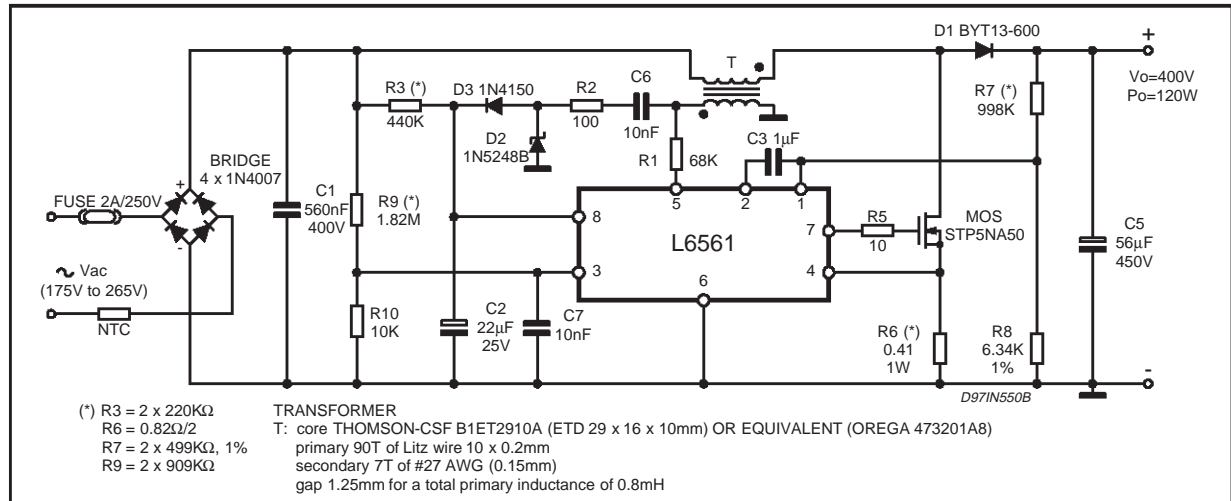 D1 BYT13-600
+
Vo=400V
Po=120W
-
T
C6
10nF
R3 (*)
440K
D3 1N4150
R2
100
D2
1N5248B
R7 (*)
998K
C3 1µF
R1
68K
BRIDGE
4 x 1N4007
+
-
FUSE 2A/250V
Vac
(175V to 265V)
NTC
C1
560nF
400V
R9 (*)
1.82M
R10
10K
C2
22µF
25V
C7
10nF
5
2
1
8
3
6
7
4
L6561
R5
10
MOS
STP5NA50
C5
56µF
450V
R6 (*)
0.41
1W
R8
6.34K
1%
D97IN550B
(*) R3 = 2 x 220KΩ
R6 = 0.82Ω/2
R7 = 2 x 499KΩ, 1%
R9 = 2 x 909KΩ
TRANSFORMER
T: core THOMSON-CSF B1ET2910A (ETD 29 x 16 x 10mm) OR EQUIVALENT (OREGA 473201A8)
primary 90T of Litz wire 10 x 0.2mm
secondary 7T of #27 AWG (0.15mm)
gap 1.25mm for a total primary inductance of 0.8mH